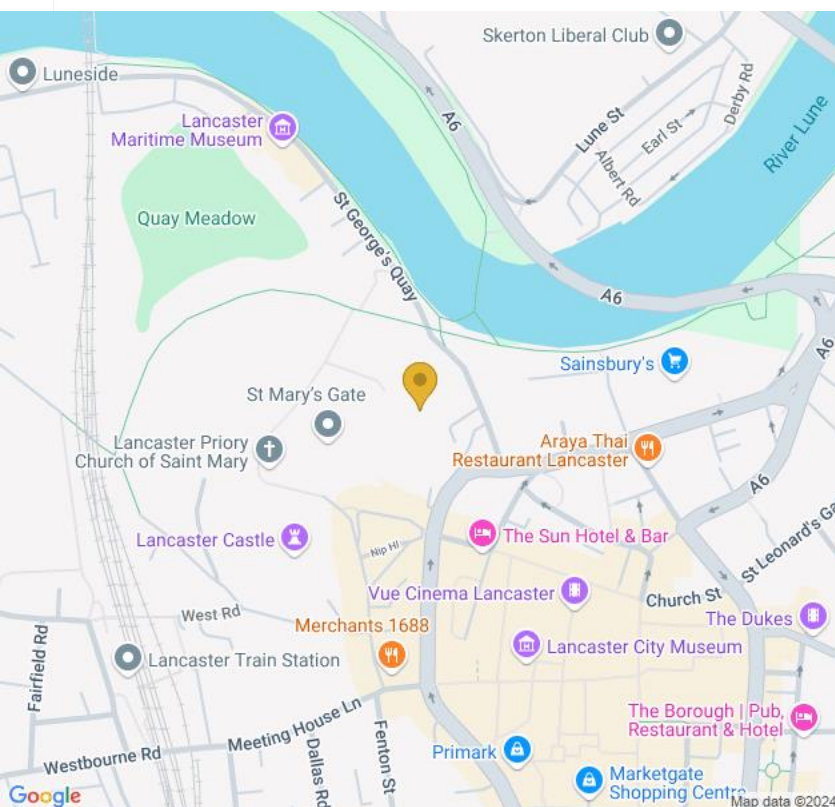 Skerton Liberal Club
Luneside
A6
Derby Rd
Lancaster
Maritime Museum
Lune St
Earl St
Albert Rd
River Lune
Quay Meadow
St George's Quay
A6
A6
Sainsbury's
St Mary's Gate
Lancaster Priory
Church of Saint Mary
Araya Thai
Restaurant Lancaster
A6
Lancaster Castle
Nip Hl
The Sun Hotel & Bar
St Leonard's Ga
Vue Cinema Lancaster
Church St
West Rd
The Dukes
Merchants 1688
Lancaster City Museum
Fairfield Rd
Lancaster Train Station
The Borough | Pub,
Restaurant & Hotel
Meeting House Ln
Fenton St
Dallas Rd
Westbourne Rd
Primark
Marketgate
Shopping Centre
Google
Map data ©2024